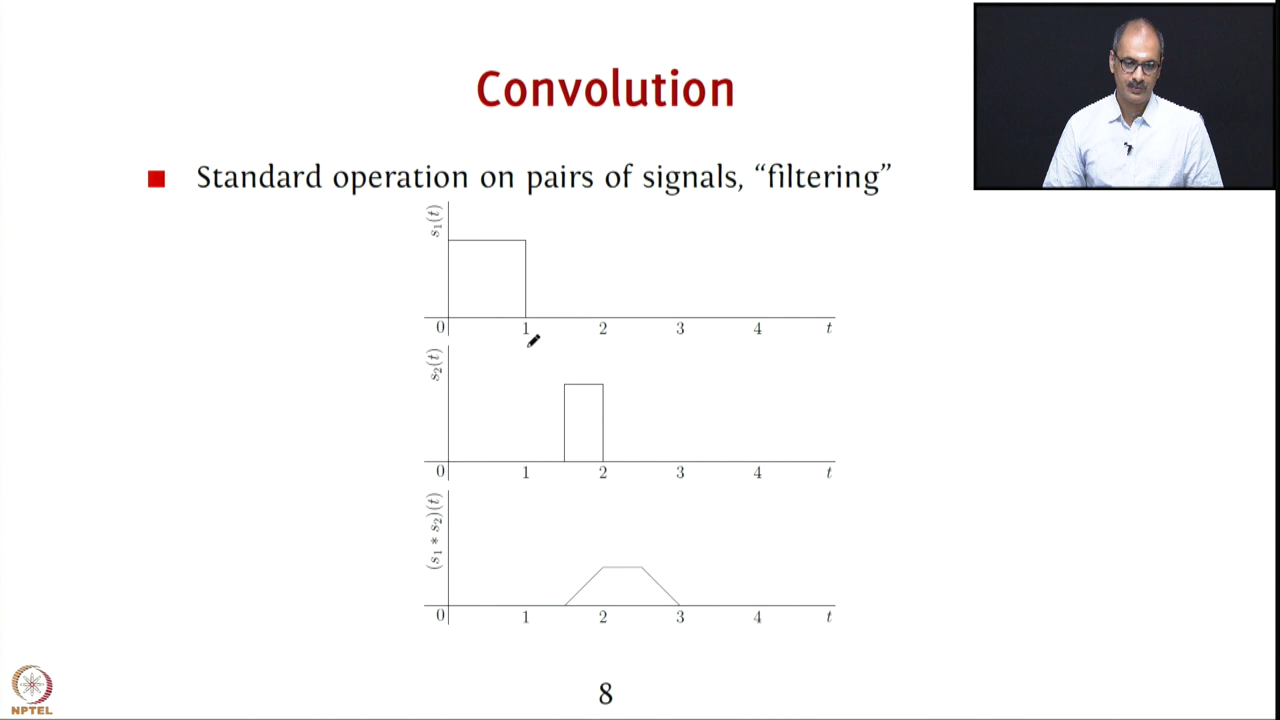 Convolution
Standard operation on pairs of signals, “filtering”
s₁(t)
0 1 2 3 4 t
s₂(t)
0 1 2 3 4 t
(s₁ * s₂)(t)
0 1 2 3 4 t
8
NPTEL